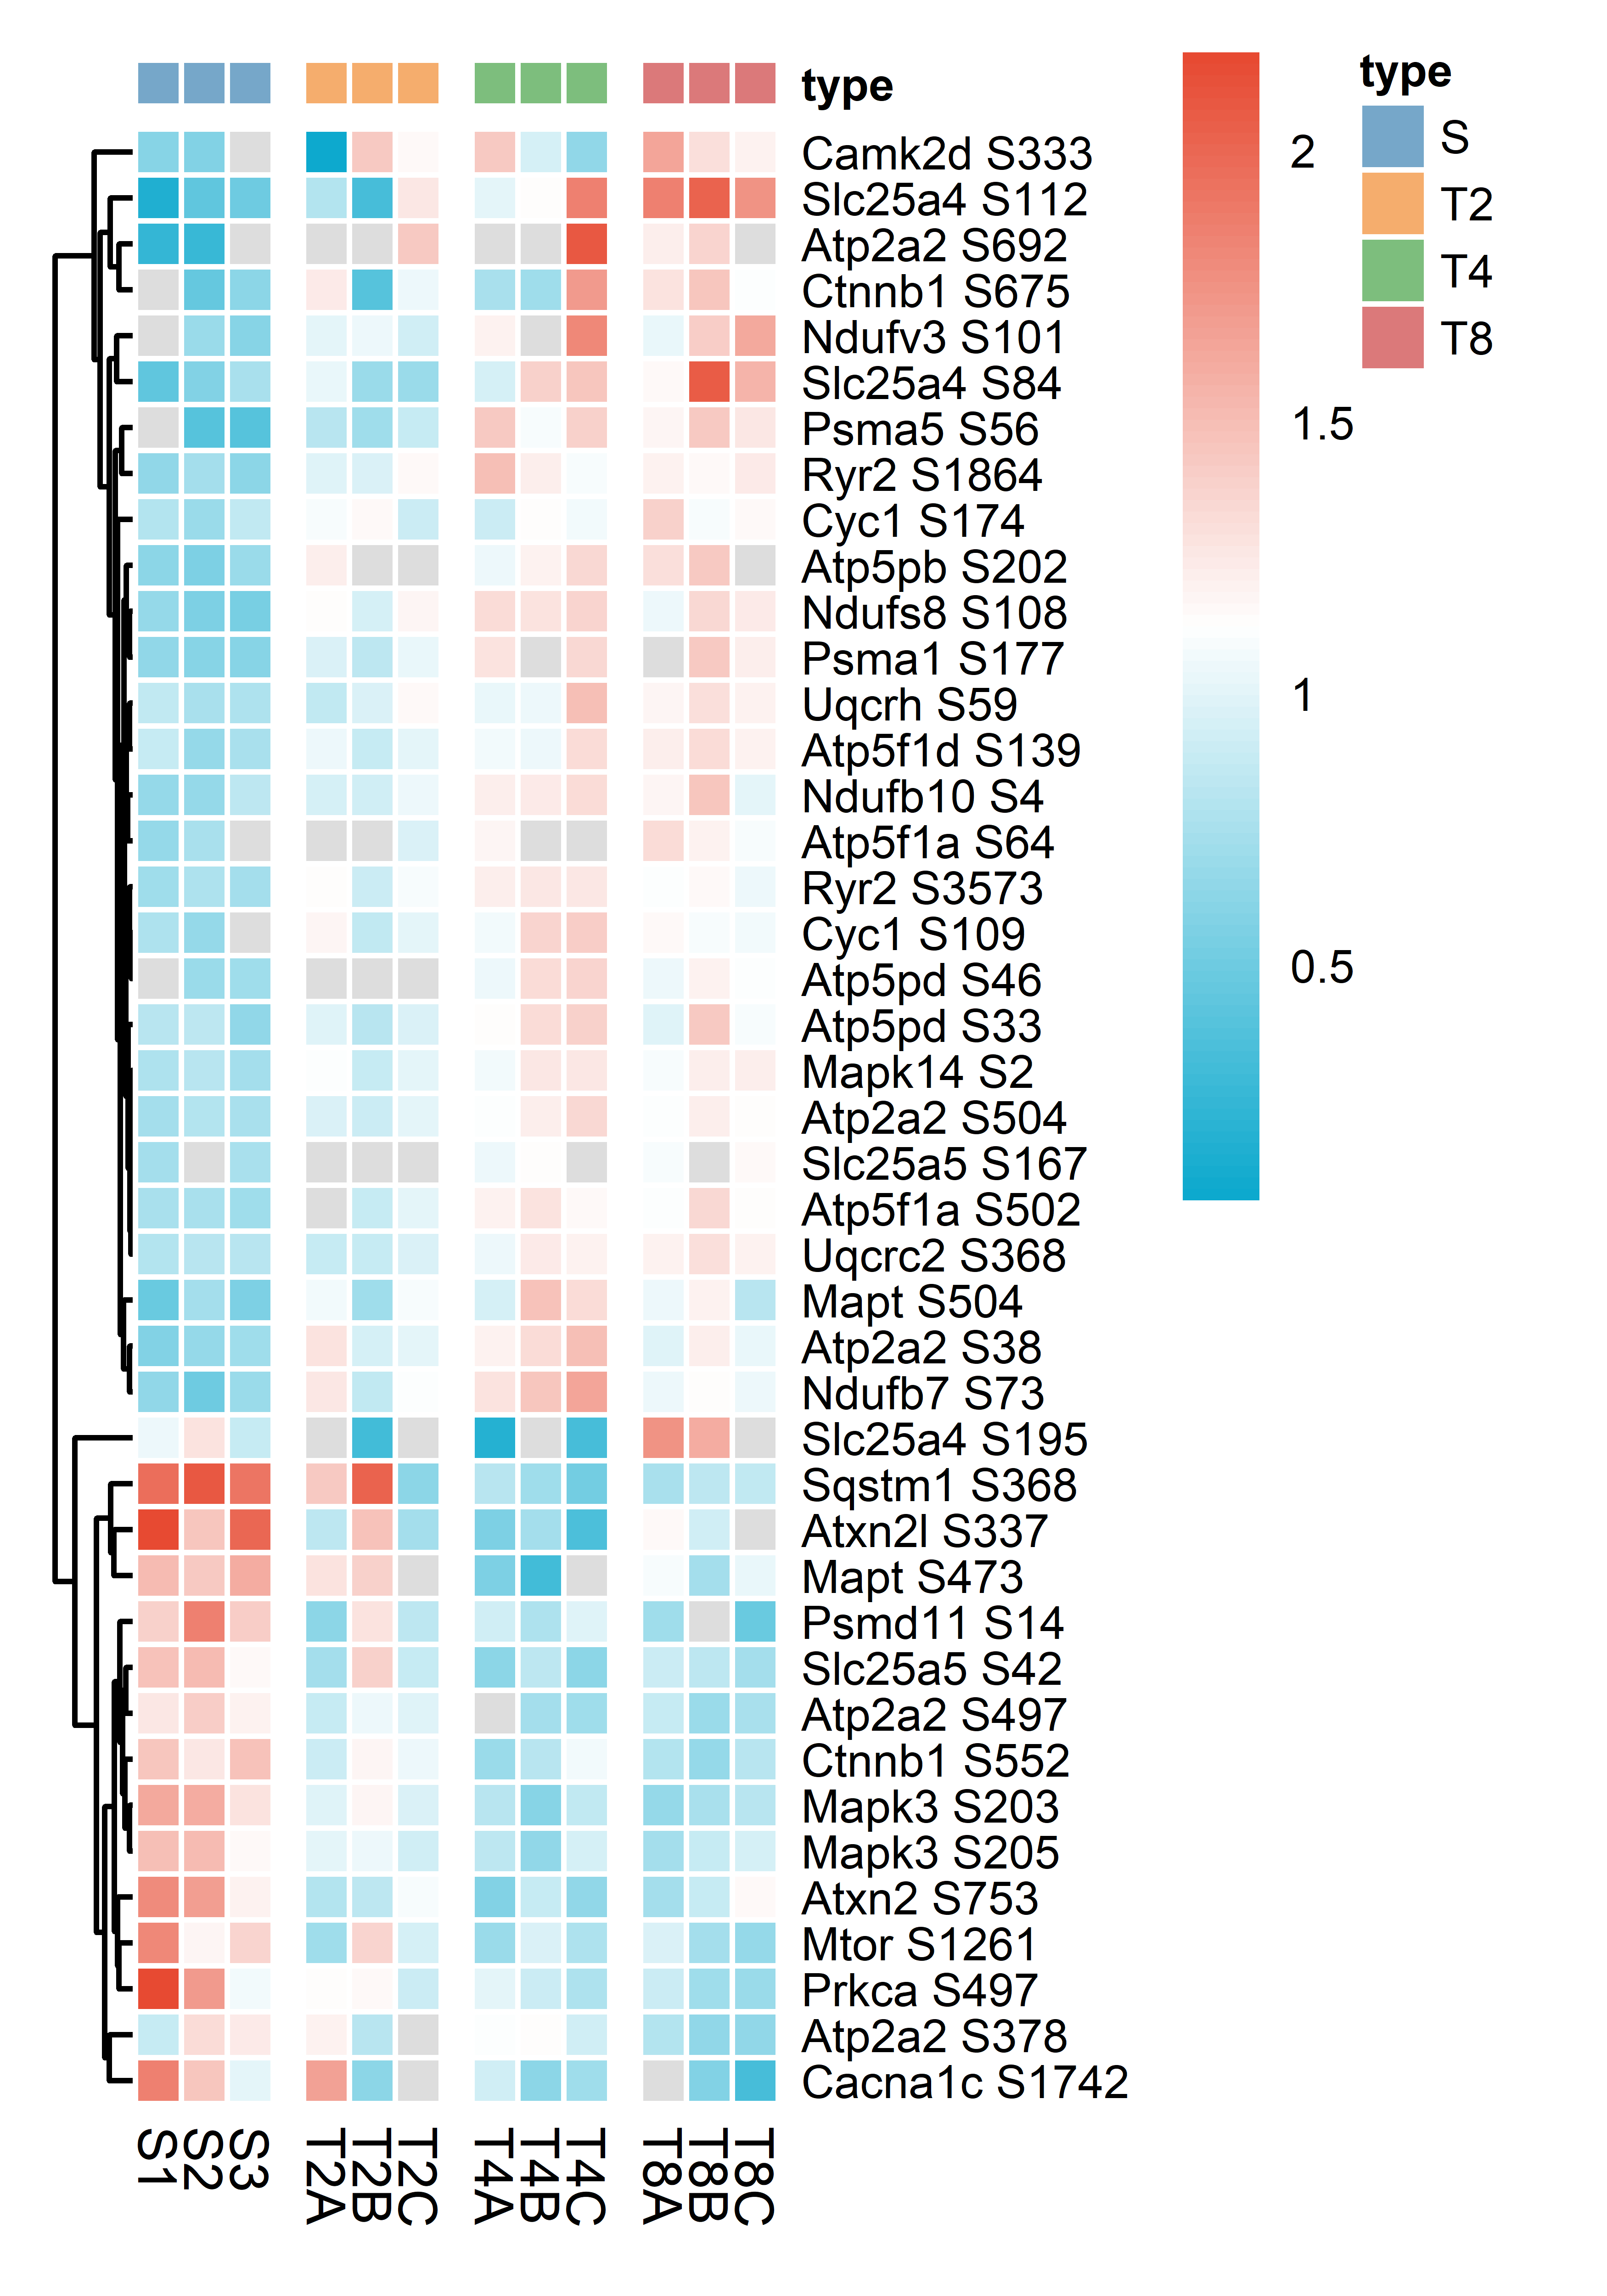 type
Camk2d S333
Slc25a4 S112
Atp2a2 S692
Ctnnb1 S675
Ndufv3 S101
Slc25a4 S84
Psma5 S56
Ryr2 S1864
Cyc1 S174
Atp5pb S202
Ndufs8 S108
Psma1 S177
Uqcrh S59
Atp5f1d S139
Ndufb10 S4
Atp5f1a S64
Ryr2 S3573
Cyc1 S109
Atp5pd S46
Atp5pd S33
Mapk14 S2
Atp2a2 S504
Slc25a5 S167
Atp5f1a S502
Uqcrc2 S368
Mapt S504
Atp2a2 S38
Ndufb7 S73
Slc25a4 S195
Sqstm1 S368
Atxn2l S337
Mapt S473
Psmd11 S14
Slc25a5 S42
Atp2a2 S497
Ctnnb1 S552
Mapk3 S203
Mapk3 S205
Atxn2 S753
Mtor S1261
Prkca S497
Atp2a2 S378
Cacna1c S1742
S1
S2
S3
T2A
T2B
T2C
T4A
T4B
T4C
T8A
T8B
T8C
2
1.5
1
0.5
type
S
T2
T4
T8